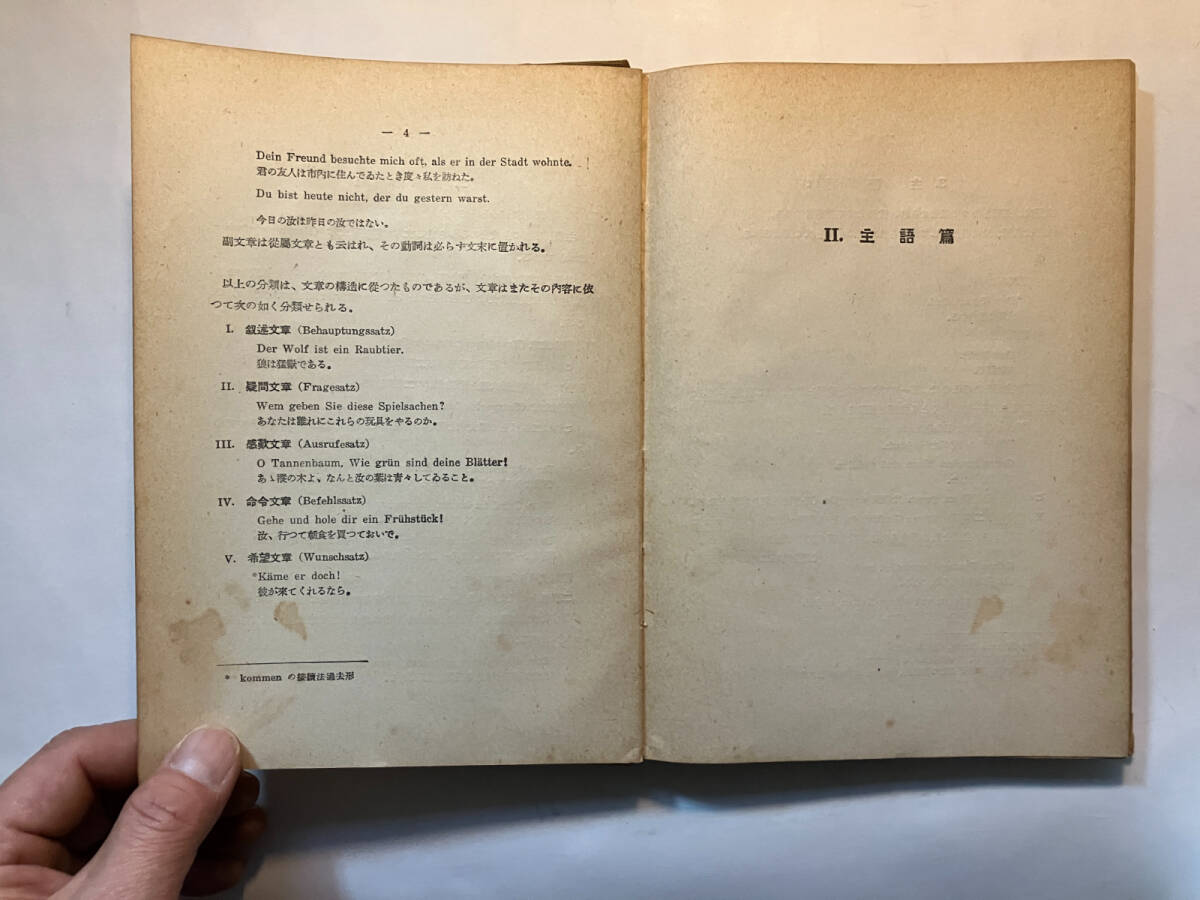 — 4 —
Dein Freund besuchte mich oft, als er in der Stadt wohnte.
君の友人は市內に住んでゐたとき度々私を訪ねた。
Du bist heute nicht, der du gestern warst.
今日の汝は昨日の汝ではない。
副文章は從屬文章とも云はれ、その動詞は必らず文末に置かれる。
以上の分類は、文章の構造に從つたものであるが、文章はまたその內容に依
つて次の如く分類せられる。
I. 叙述文章 (Behauptungssatz)
Der Wolf ist ein Raubtier.
狼は猛獸である。
II. 疑問文章 (Fragesatz)
Wem geben Sie diese Spielsachen?
あなたは誰れにこれらの玩具をやるのか。
III. 感歎文章 (Ausrufesatz)
O Tannenbaum, Wie grün sind deine Blätter!
あゝ樅の木よ、なんと汝の葉は青々してゐること。
IV. 命令文章 (Befehlssatz)
Gehe und hole dir ein Frühstück!
汝、行つて朝食を買つておいで。
V. 希望文章 (Wunschsatz)
*Käme er doch!
彼が來てくれるなら。
* kommen の接續法過去形
II. 主語篇